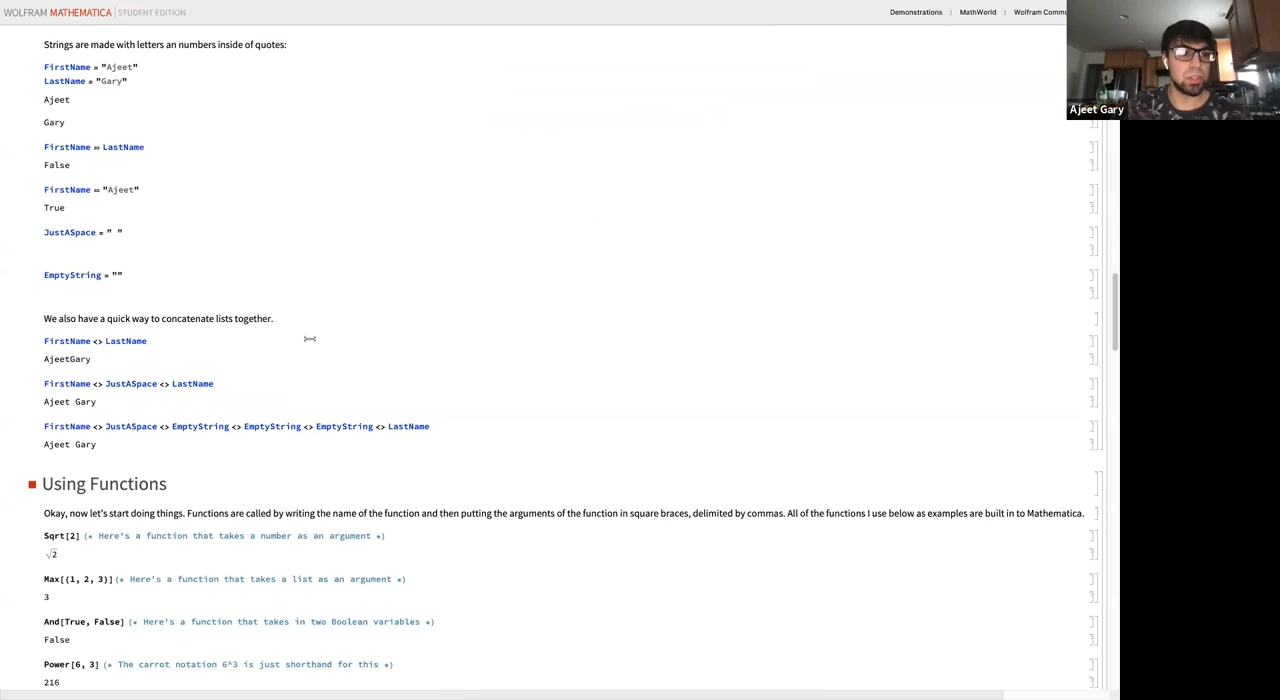 WOLFRAM MATHEMATICA | STUDENT EDITION
Demonstrations | MathWorld | Wolfram Commu
Ajeet Gary
Strings are made with letters an numbers inside of quotes:
FirstName = "Ajeet"
LastName = "Gary"
Ajeet
Gary
FirstName == LastName
False
FirstName == "Ajeet"
True
JustASpace = " "
EmptyString = ""
We also have a quick way to concatenate lists together.
FirstName <> LastName
AjeetGary
FirstName <> JustASpace <> LastName
Ajeet Gary
FirstName <> JustASpace <> EmptyString <> EmptyString <> EmptyString <> LastName
Ajeet Gary
Using Functions
Okay, now let's start doing things. Functions are called by writing the name of the function and then putting the arguments of the function in square braces, delimited by commas. All of the functions I use below as examples are built in to Mathematica.
Sqrt[2] (* Here's a function that takes a number as an argument *)
√2
Max[{1, 2, 3}] (* Here's a function that takes a list as an argument *)
3
And[True, False] (* Here's a function that takes in two Boolean variables *)
False
Power[6, 3] (* The carrot notation 6^3 is just shorthand for this *)
216